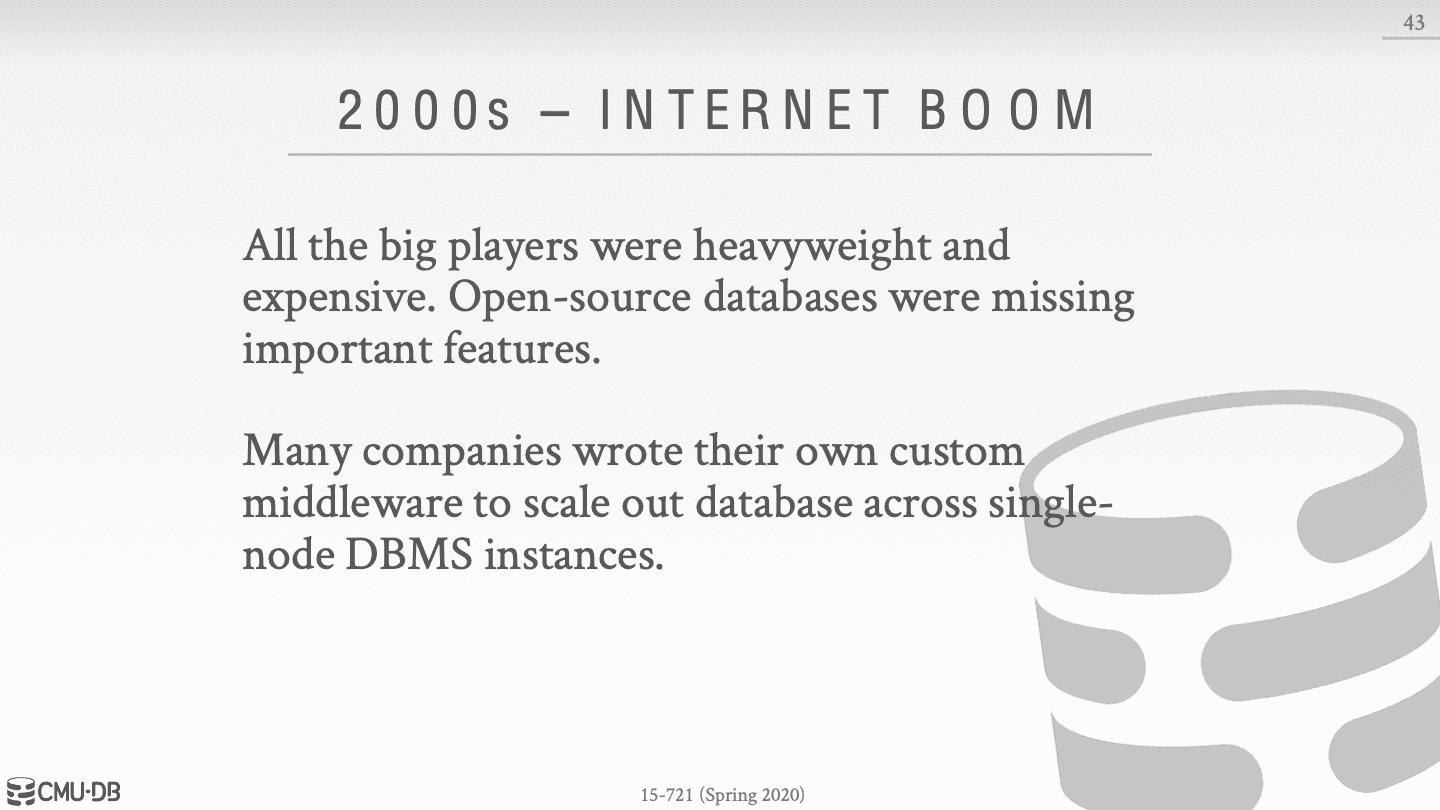 43
2000s – INTERNET BOOM
All the big players were heavyweight and
expensive. Open-source databases were missing
important features.
Many companies wrote their own custom
middleware to scale out database across single-
node DBMS instances.
CMU·DB
15-721 (Spring 2020)